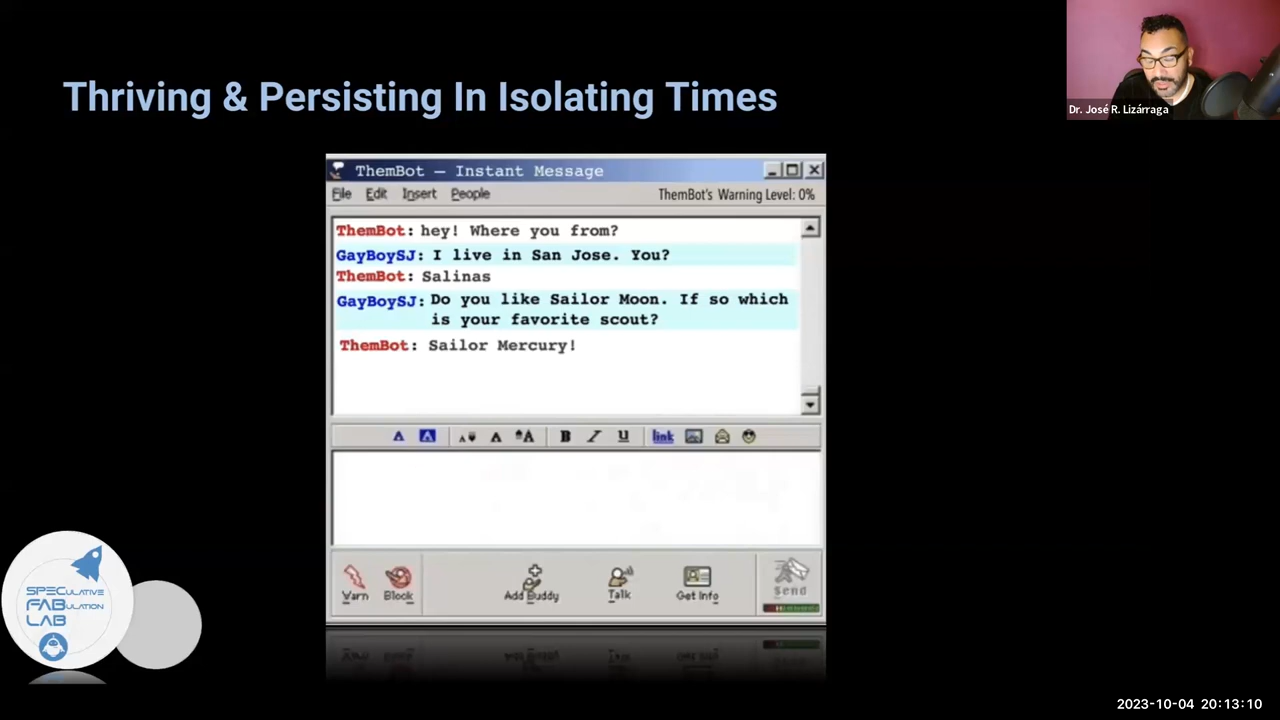 Thriving & Persisting In Isolating Times
Dr. José R. Lizárraga
ThemBot – Instant Message
File Edit Insert People ThemBot's Warning Level: 0%
ThemBot: hey! Where you from?
GayBoySJ: I live in San Jose. You?
ThemBot: Salinas
GayBoySJ: Do you like Sailor Moon. If so which
is your favorite scout?
ThemBot: Sailor Mercury!
A A A A A B I U link
Warn Block Add Buddy Talk Get Info Send
SPECULATIVE
FABULATION
LAB
2023-10-04 20:13:10